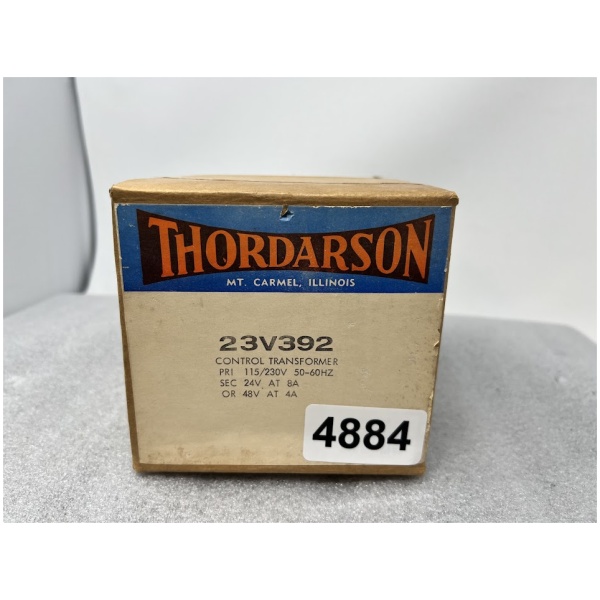 THORDARSON
MT. CARMEL, ILLINOIS
23V392
CONTROL TRANSFORMER
PRI 115/230V 50-60HZ
SEC 24V AT 8A
OR 48V AT 4A
4884